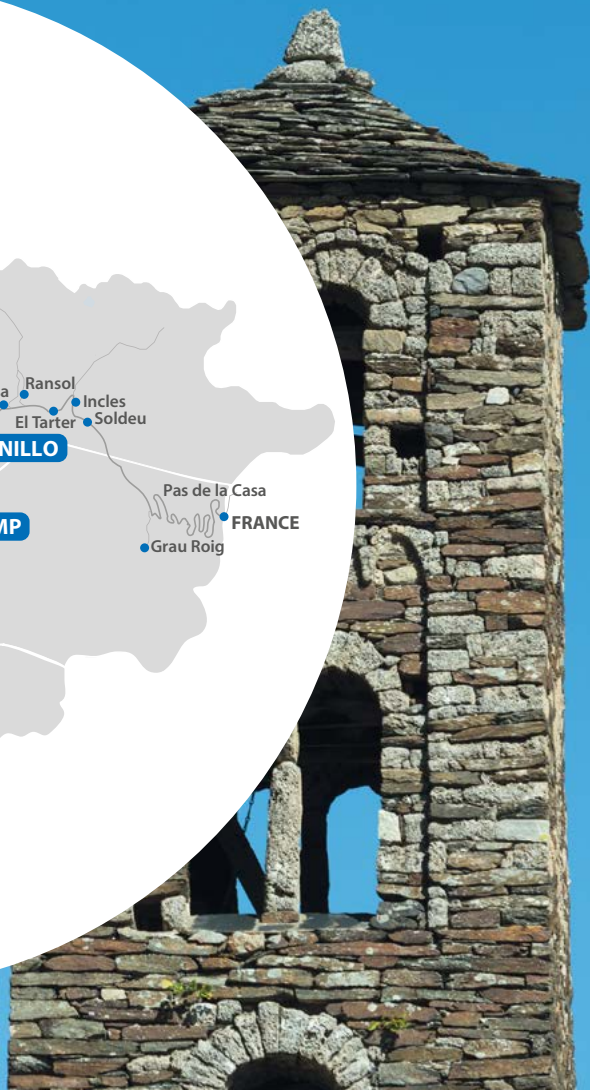 a
Ransol
Incles
El Tarter
Soldeu
NILLO
Pas de la Casa
MP
FRANCE
Grau Roig